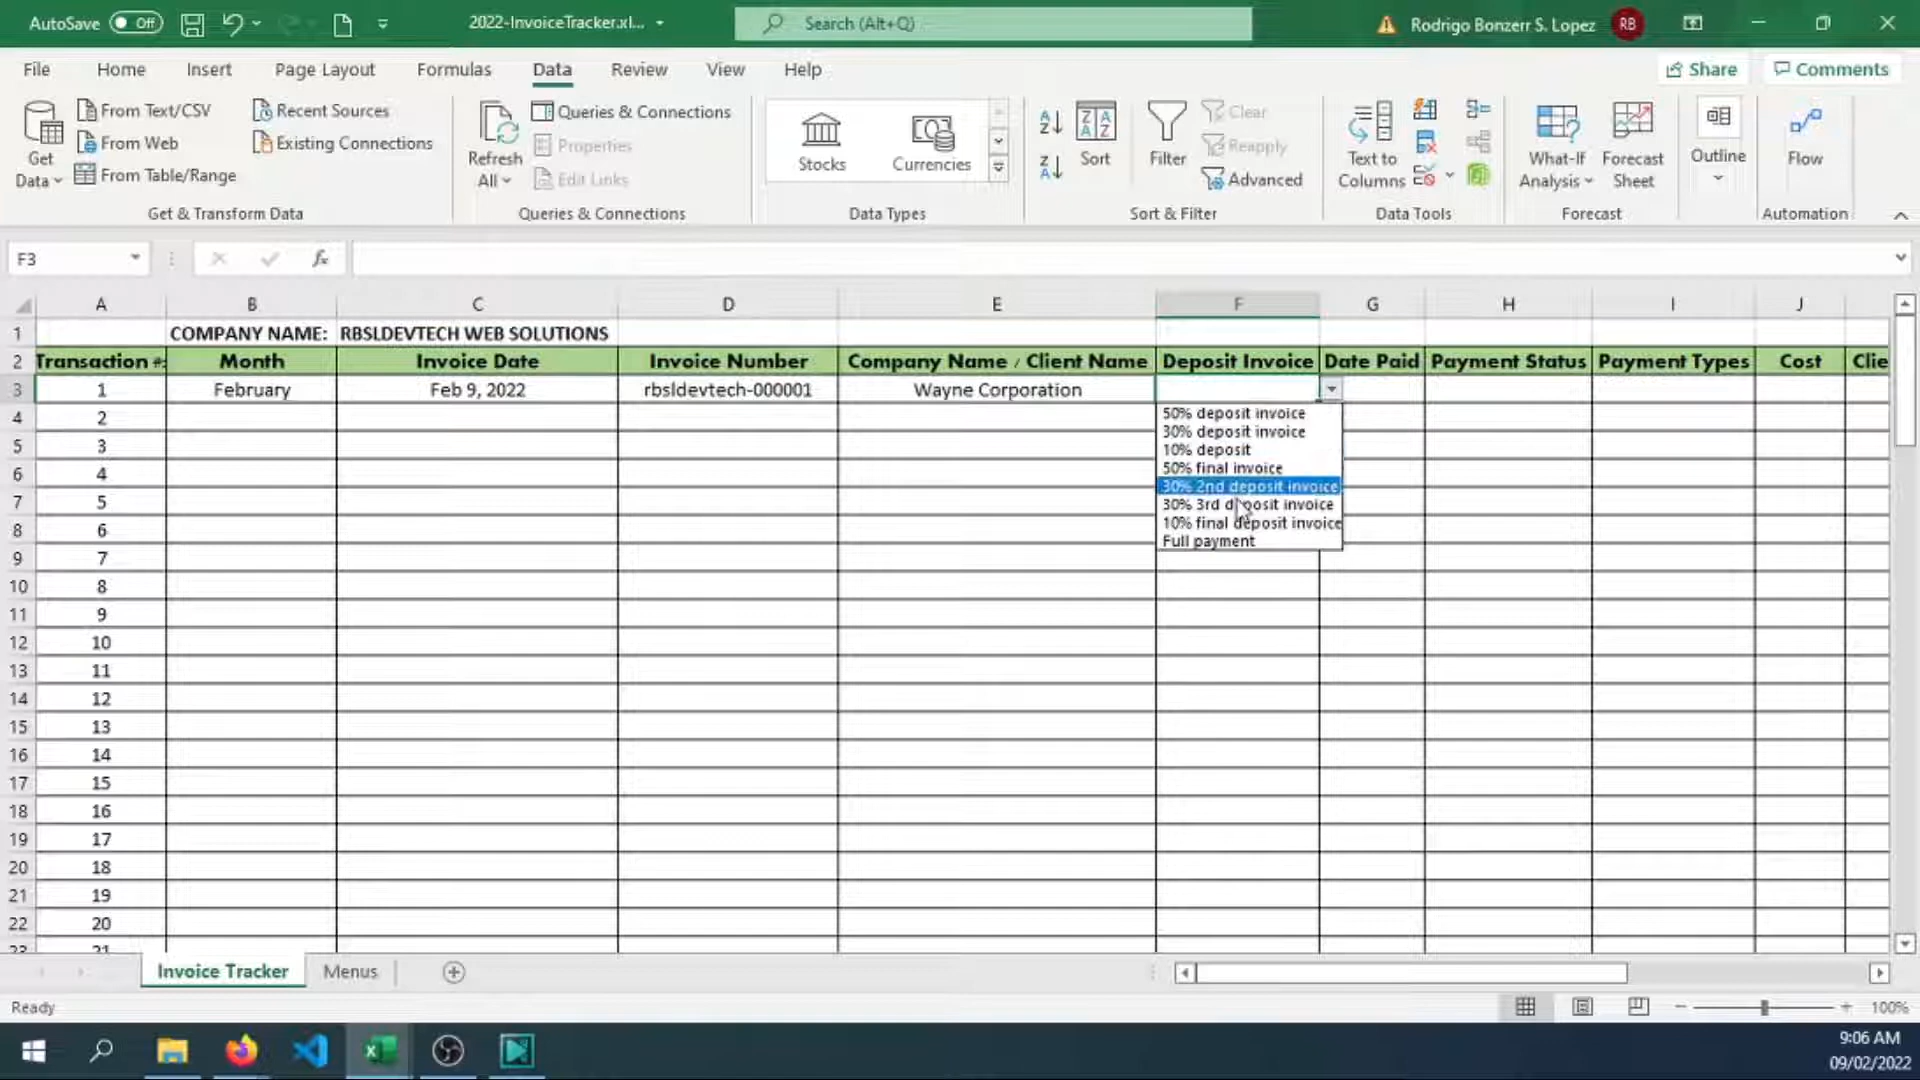 AutoSave Off 2022-InvoiceTracker.xl... Search (Alt+Q) Rodrigo Bonzerr S. Lopez RB
File Home Insert Page Layout Formulas Data Review View Help Share Comments
Get Data
From Text/CSV
From Web
From Table/Range
Recent Sources
Existing Connections
Get & Transform Data
Refresh All
Queries & Connections
Properties
Edit Links
Queries & Connections
Stocks Currencies
Data Types
Sort
Filter
Clear
Reapply
Advanced
Sort & Filter
Text to Columns
Data Tools
What-If Analysis
Forecast Sheet
Forecast
Outline
Flow
Automation
F3 fx
A B C D E F G H I J
1 COMPANY NAME: RBSLDEVTECH WEB SOLUTIONS
2 Transaction #: Month Invoice Date Invoice Number Company Name / Client Name Deposit Invoice Date Paid Payment Status Payment Types Cost Clie
3 1 February Feb 9, 2022 rbsldevtech-000001 Wayne Corporation
50% deposit invoice
30% deposit invoice
10% deposit
50% final invoice
30% 2nd deposit invoice
30% 3rd deposit invoice
10% final deposit invoice
Full payment
4 2
5 3
6 4
7 5
8 6
9 7
10 8
11 9
12 10
13 11
14 12
15 13
16 14
17 15
18 16
19 17
20 18
21 19
22 20
23 21
Invoice Tracker Menus
Ready 100%
9:06 AM
09/02/2022